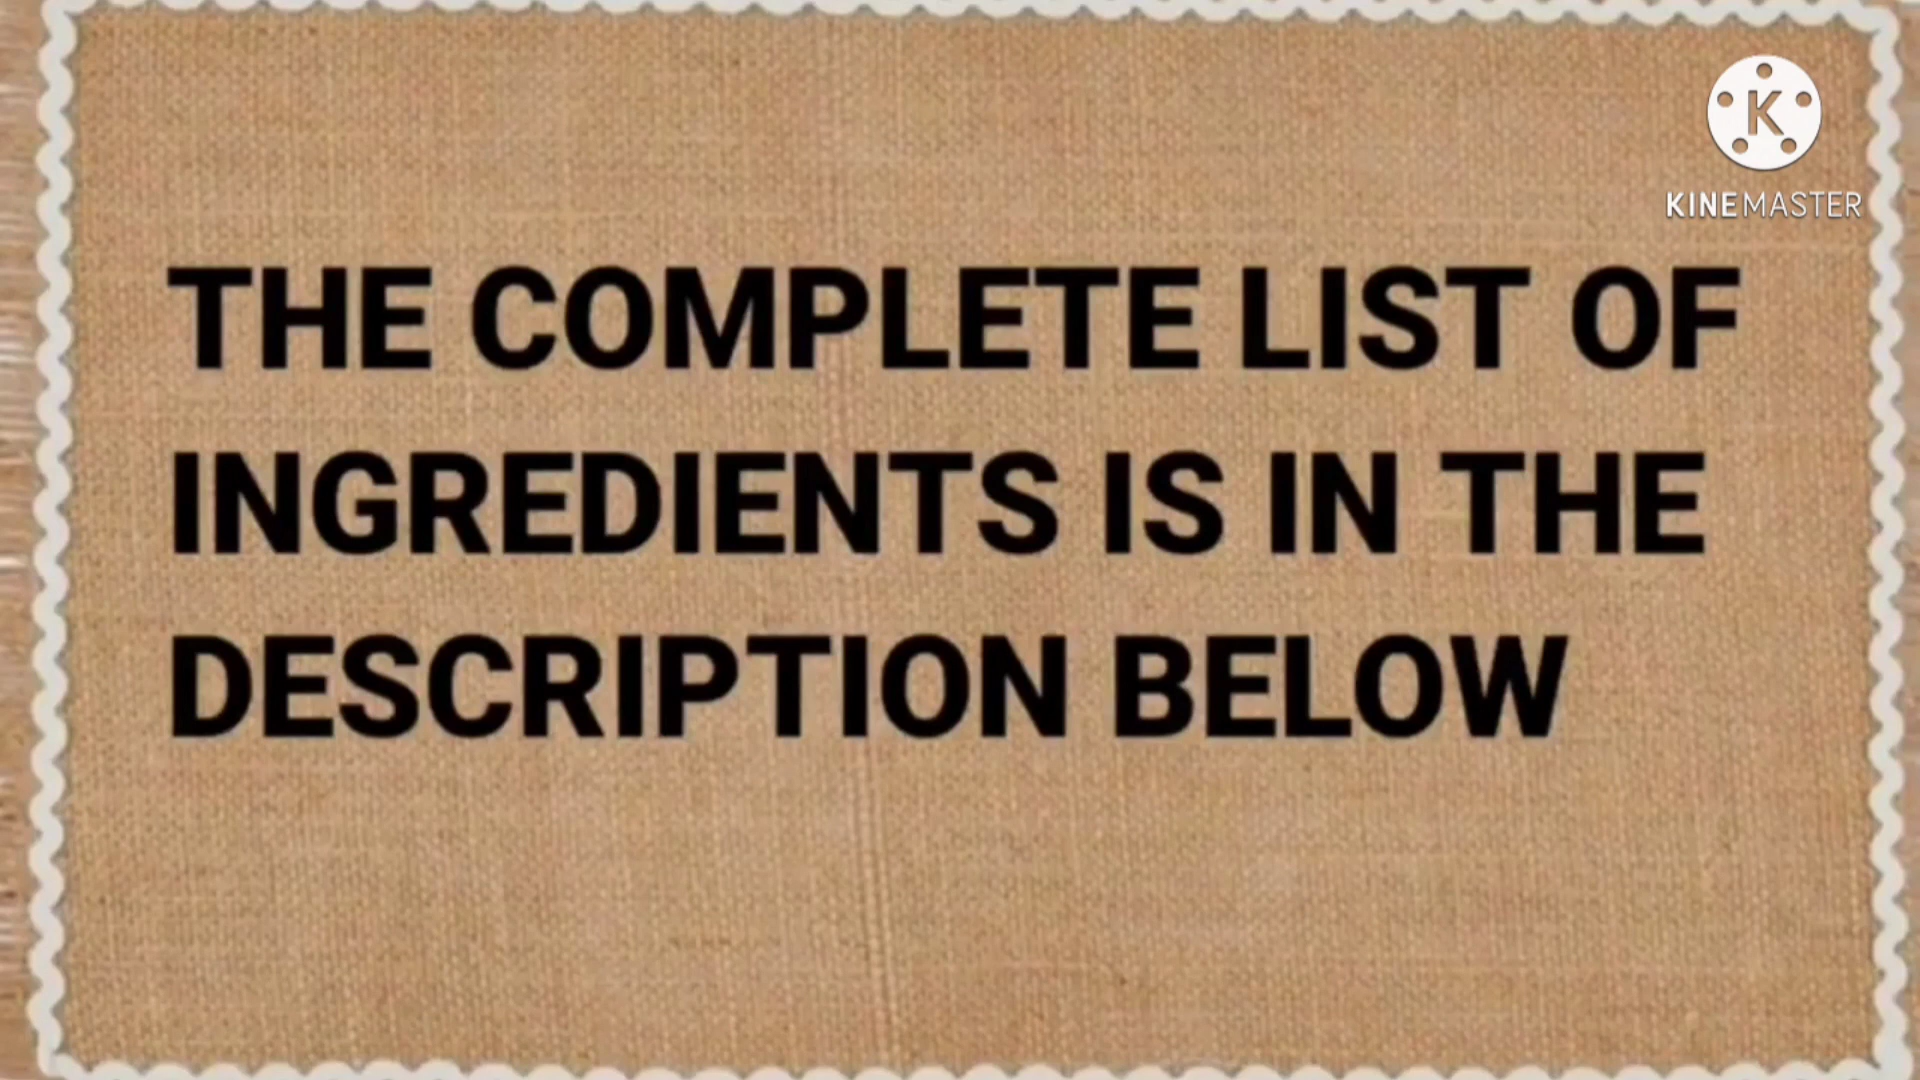 K
KINEMASTER
THE COMPLETE LIST OF
INGREDIENTS IS IN THE
DESCRIPTION BELOW